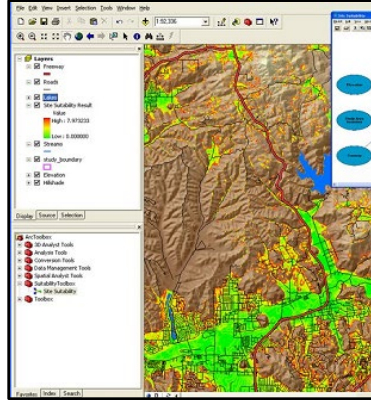 File Edit View Insert Selection Tools Window Help
1:92,336
Layers
Freeway
Roads
Lakes
Site Suitability Result
Value
High : 7.973233
Low : 0.000000
Streams
study_boundary
Elevation
Hillshade
Display Source Selection
ArcToolbox
3D Analyst Tools
Analysis Tools
Conversion Tools
Data Management Tools
Spatial Analyst Tools
SuitabilityToolbox
Site Suitability
Toolbox
Favorites Index Search
Site Suitability